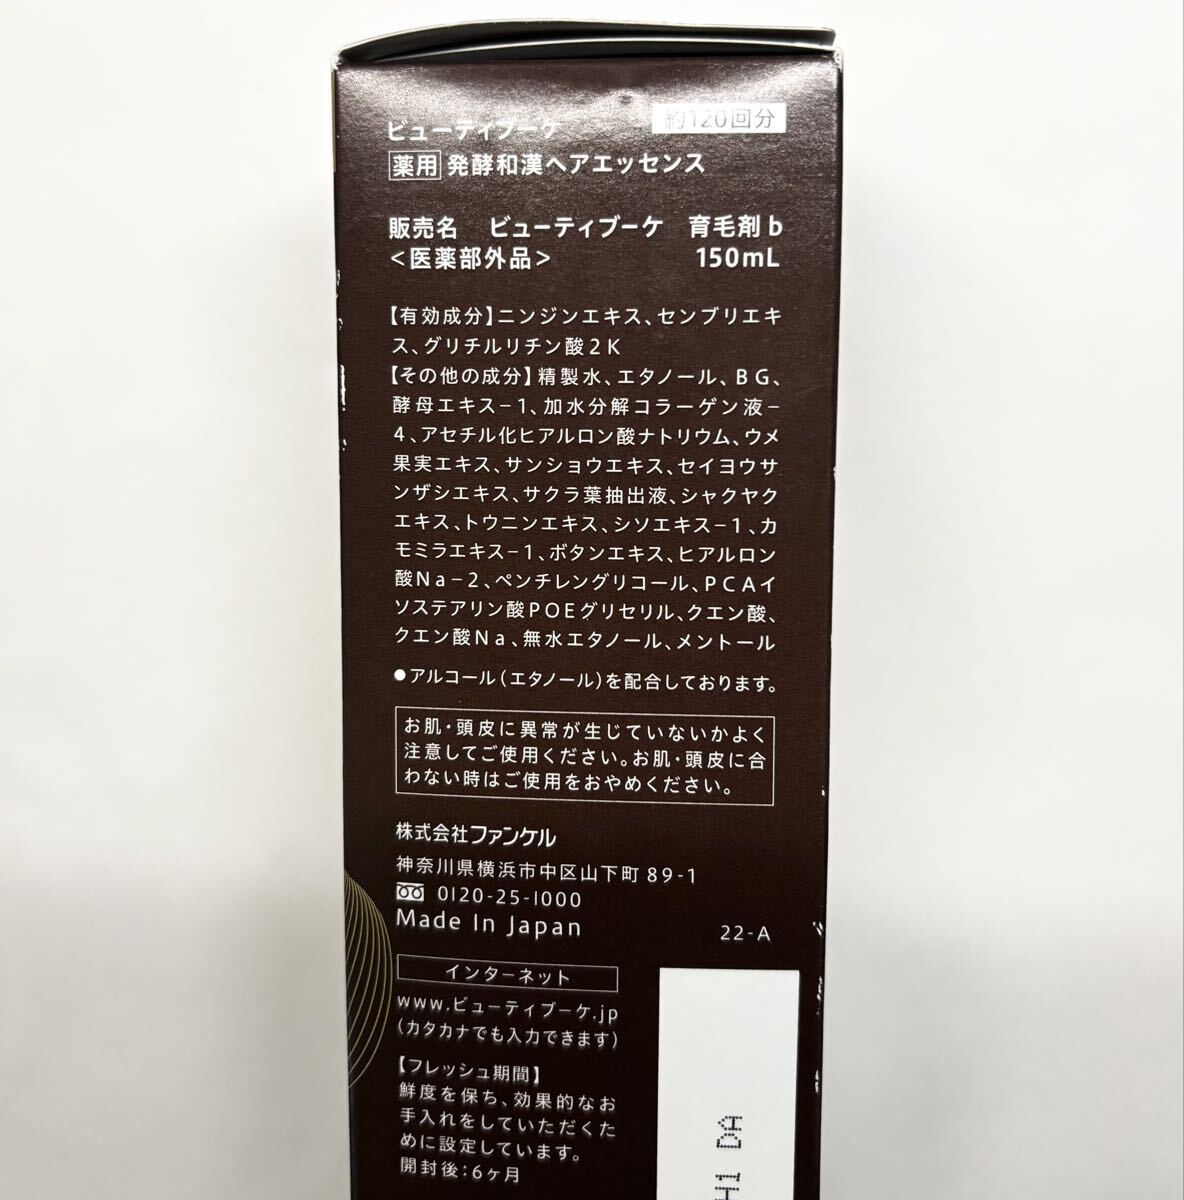 約120回分
ビューティブーケ
薬用 発酵和漢ヘアエッセンス
販売名 ビューティブーケ 育毛剤b
<医薬部外品> 150mL
【有効成分】ニンジンエキス、センブリエキ
ス、グリチルリチン酸2K
【その他の成分】精製水、エタノール、BG、
酵母エキス-1、加水分解コラーゲン液-
4、アセチル化ヒアルロン酸ナトリウム、ウメ
果実エキス、サンショウエキス、セイヨウサ
ンザシエキス、サクラ葉抽出液、シャクヤク
エキス、トウニンエキス、シソエキス-1、カ
モミラエキス-1、ボタンエキス、ヒアルロン
酸Na-2、ペンチレングリコール、PCAイ
ソステアリン酸POEグリセリル、クエン酸、
クエン酸Na、無水エタノール、メントール
●アルコール(エタノール)を配合しております。
お肌・頭皮に異常が生じていないかよく
注意してご使用ください。お肌・頭皮に合
わない時はご使用をおやめください。
株式会社ファンケル
神奈川県横浜市中区山下町89-1
0120-25-1000
Made In Japan
22-A
インターネット
www.ビューティブーケ.jp
(カタカナでも入力できます)
【フレッシュ期間】
鮮度を保ち、効果的なお
手入れをしていただくた
めに設定しています。
開封後:6ヶ月
H1 DA